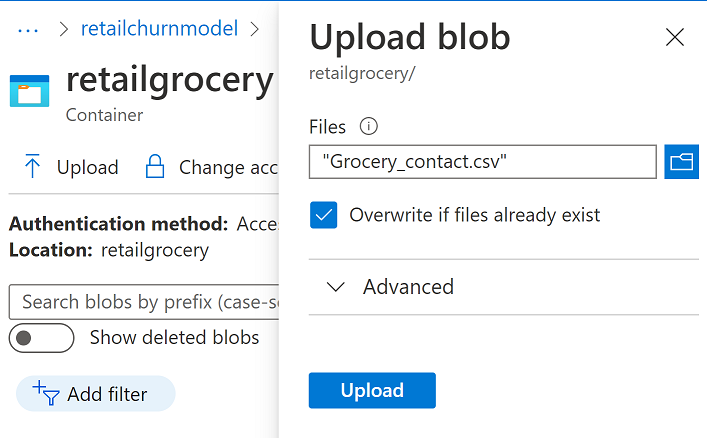 ... > retailchurnmodel >
retailgrocery
Container
Upload Change acc
Authentication method: Acce
Location: retailgrocery
Search blobs by prefix (case-se
Show deleted blobs
Add filter
Upload blob
retailgrocery/
Files
"Grocery_contact.csv"
Overwrite if files already exist
Advanced
Upload